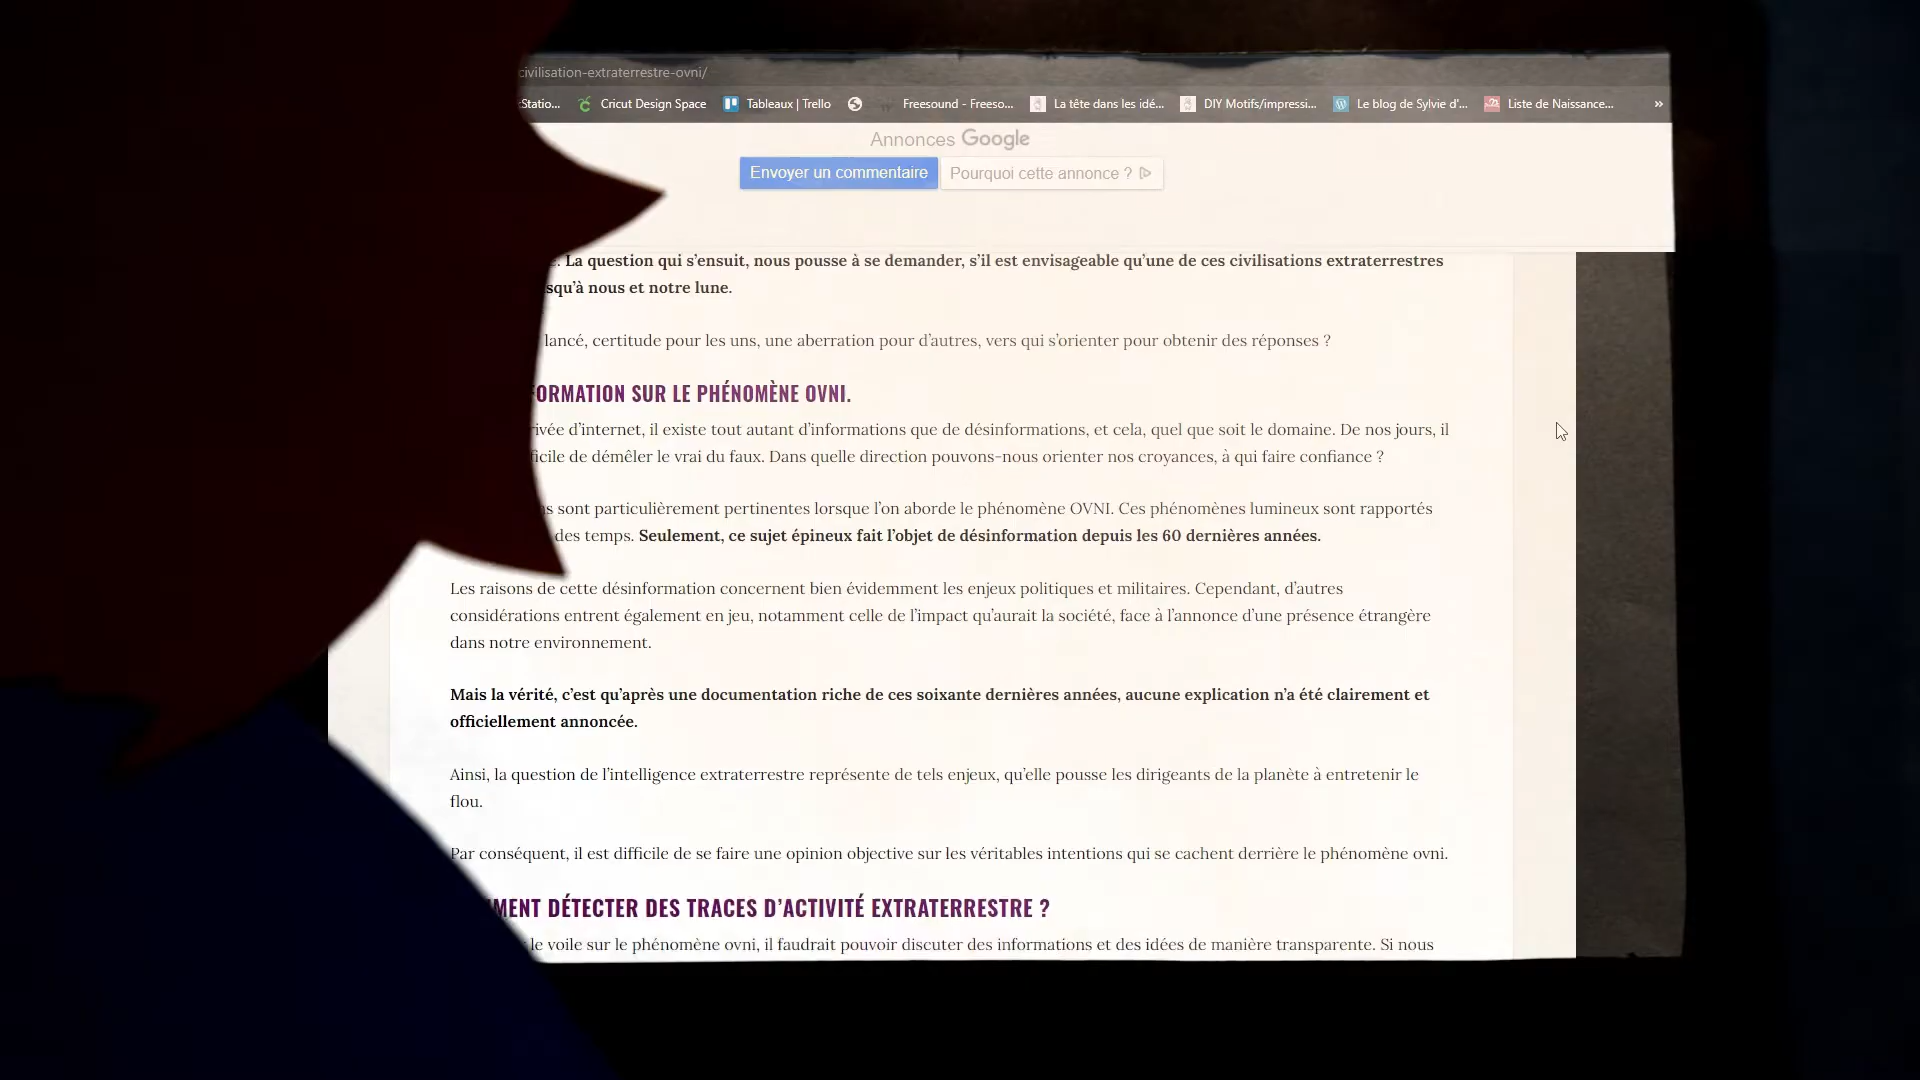 civilisation-extraterrestre-ovni/
Statio... Cricut Design Space Tableaux | Trello Freesound - Freeso... La tête dans les idé... DIY Motifs/impressi... Le blog de Sylvie d'... Liste de Naissance... »
Annonces Google
Envoyer un commentaire Pourquoi cette annonce ?
La question qui s’ensuit, nous pousse à se demander, s’il est envisageable qu’une de ces civilisations extraterrestres
squ’à nous et notre lune.
lancé, certitude pour les uns, une aberration pour d’autres, vers qui s’orienter pour obtenir des réponses ?
FORMATION SUR LE PHÉNOMÈNE OVNI.
ivée d’internet, il existe tout autant d’informations que de désinformations, et cela, quel que soit le domaine. De nos jours, il
ficile de démêler le vrai du faux. Dans quelle direction pouvons-nous orienter nos croyances, à qui faire confiance ?
s sont particulièrement pertinentes lorsque l’on aborde le phénomène OVNI. Ces phénomènes lumineux sont rapportés
des temps. Seulement, ce sujet épineux fait l’objet de désinformation depuis les 60 dernières années.
Les raisons de cette désinformation concernent bien évidemment les enjeux politiques et militaires. Cependant, d’autres
considérations entrent également en jeu, notamment celle de l’impact qu’aurait la société, face à l’annonce d’une présence étrangère
dans notre environnement.
Mais la vérité, c’est qu’après une documentation riche de ces soixante dernières années, aucune explication n’a été clairement et
officiellement annoncée.
Ainsi, la question de l’intelligence extraterrestre représente de tels enjeux, qu’elle pousse les dirigeants de la planète à entretenir le
flou.
Par conséquent, il est difficile de se faire une opinion objective sur les véritables intentions qui se cachent derrière le phénomène ovni.
MENT DÉTECTER DES TRACES D’ACTIVITÉ EXTRATERRESTRE ?
le voile sur le phénomène ovni, il faudrait pouvoir discuter des informations et des idées de manière transparente. Si nous